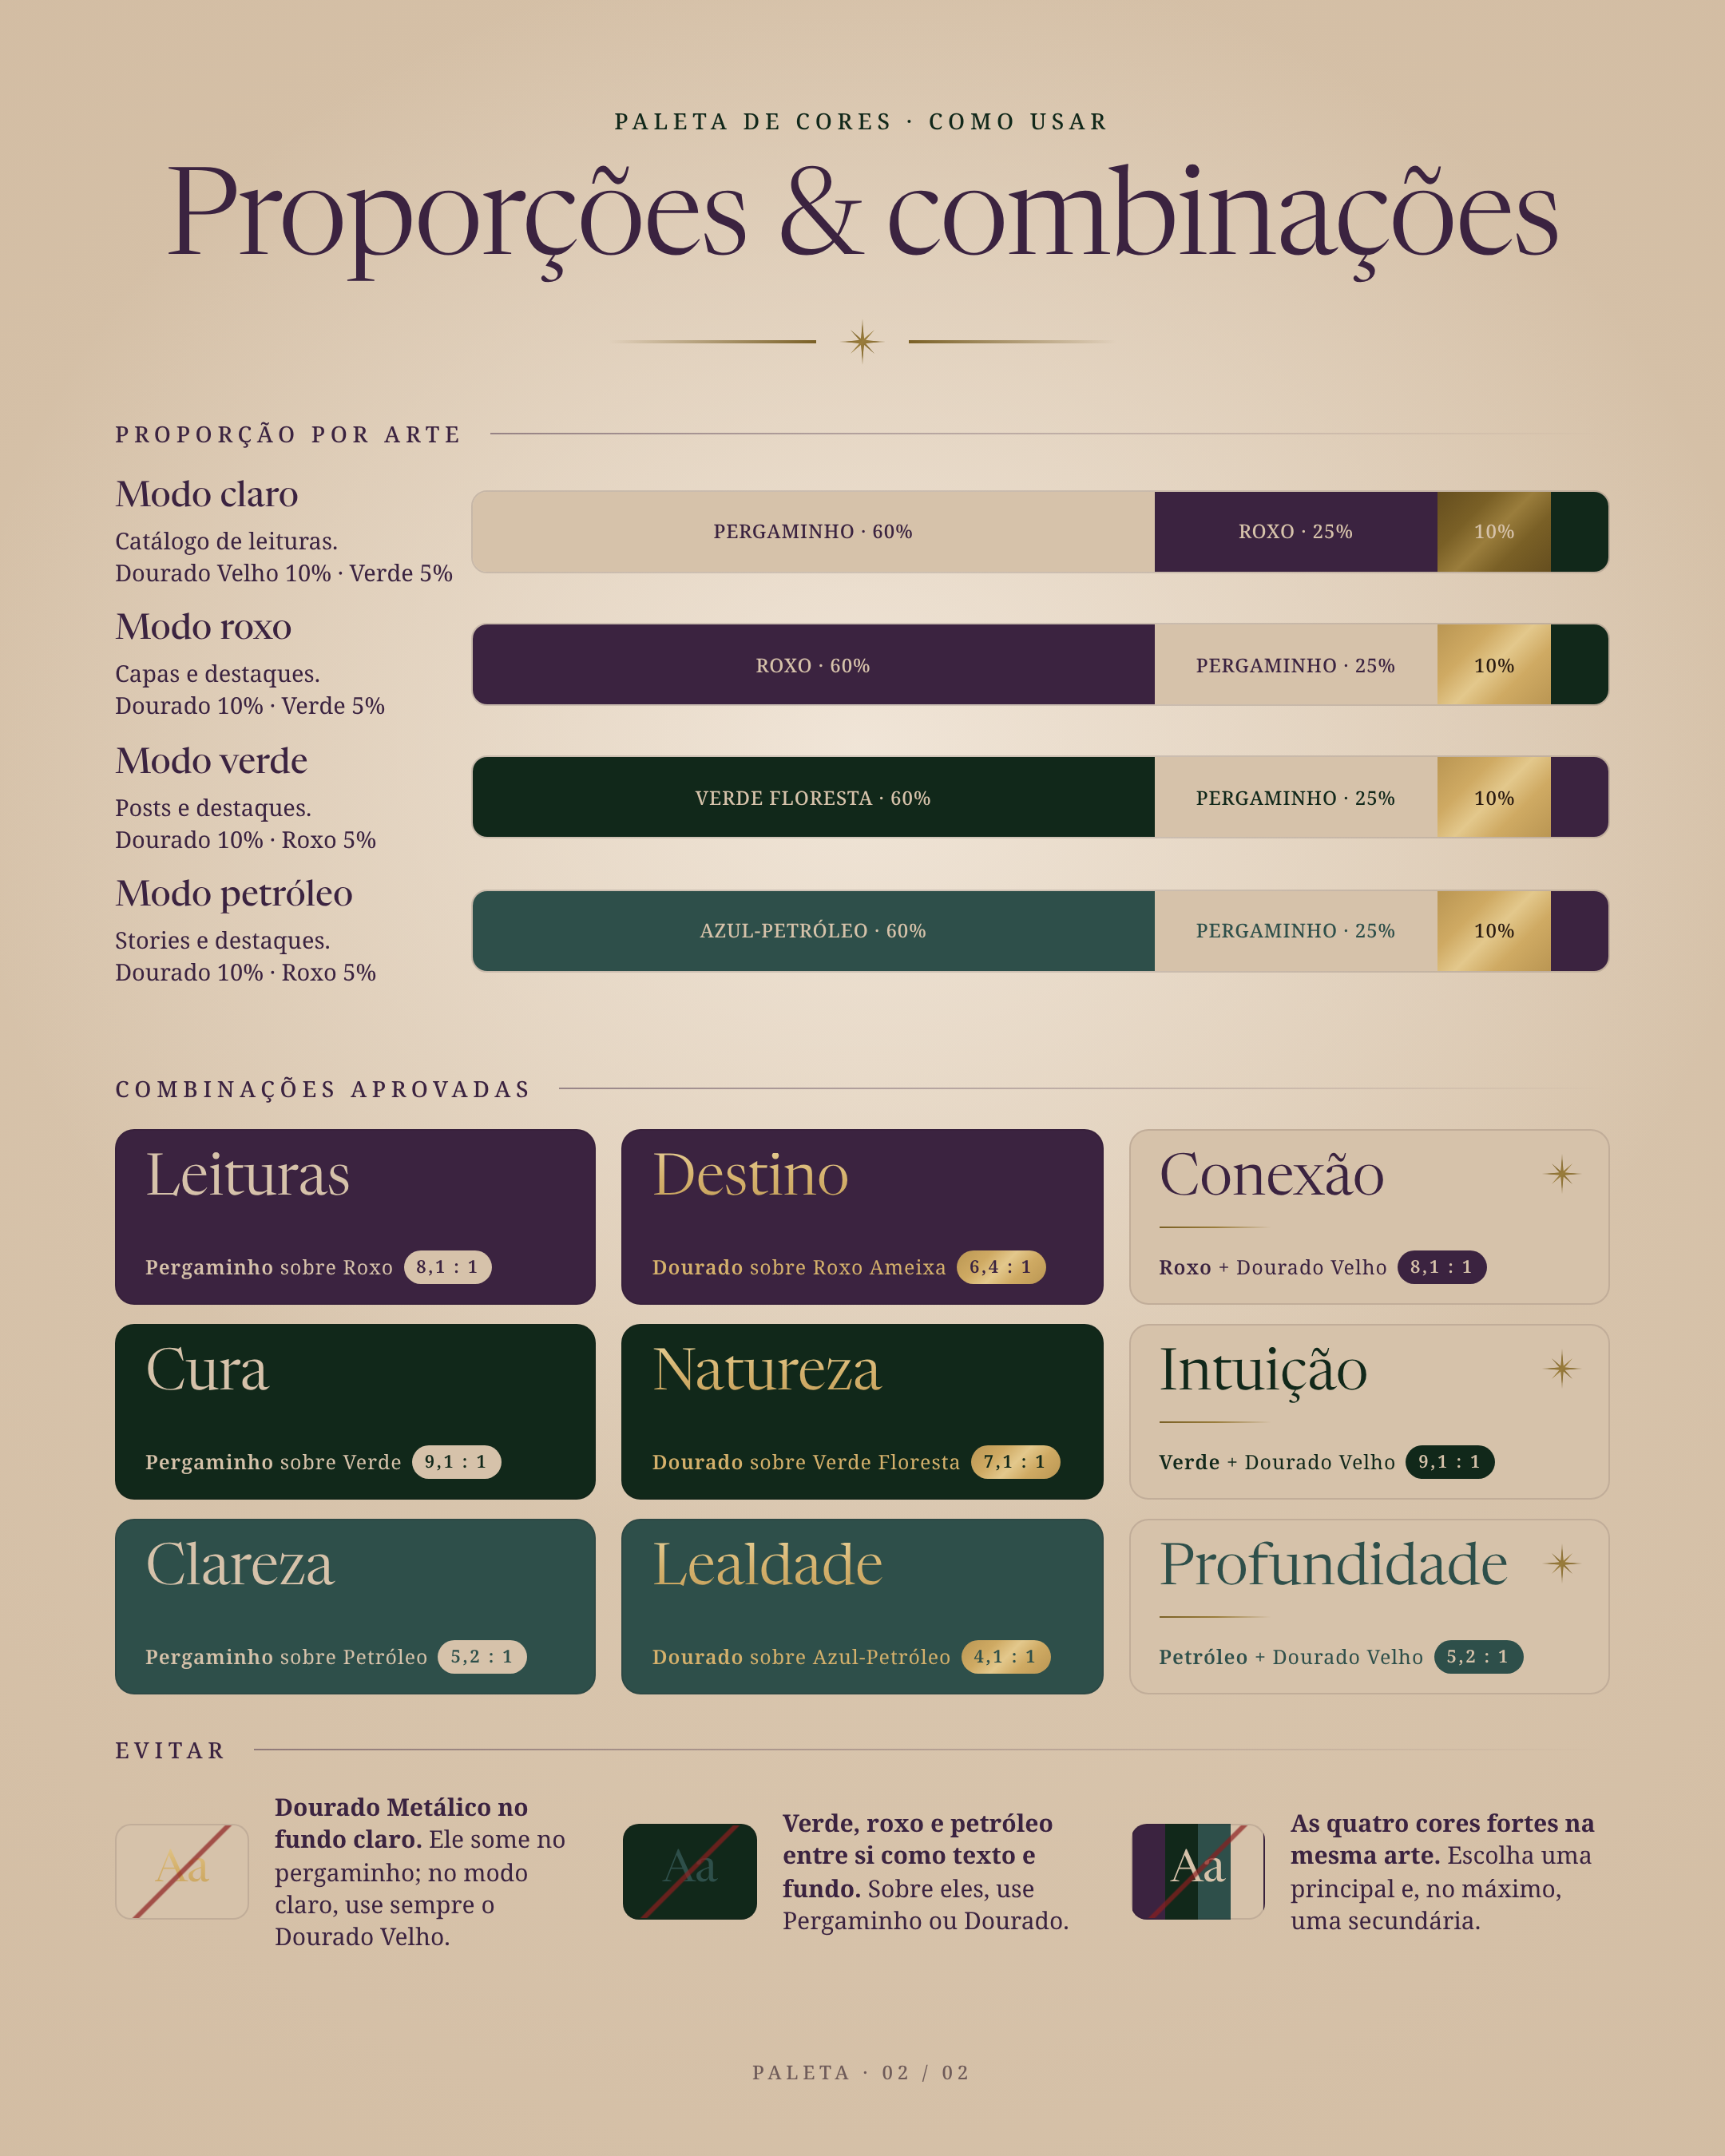 PALETA DE CORES · COMO USAR
Proporções & combinações
PROPORÇÃO POR ARTE
Modo claro
Catálogo de leituras.
Dourado Velho 10% · Verde 5%
PERGAMINHO · 60%
ROXO · 25%
10%
Modo roxo
Capas e destaques.
Dourado 10% · Verde 5%
ROXO · 60%
PERGAMINHO · 25%
10%
Modo verde
Posts e destaques.
Dourado 10% · Roxo 5%
VERDE FLORESTA · 60%
PERGAMINHO · 25%
10%
Modo petróleo
Stories e destaques.
Dourado 10% · Roxo 5%
AZUL-PETRÓLEO · 60%
PERGAMINHO · 25%
10%
COMBINAÇÕES APROVADAS
Leituras
Pergaminho sobre Roxo 8,1 : 1
Destino
Dourado sobre Roxo Ameixa 6,4 : 1
Conexão
Roxo + Dourado Velho 8,1 : 1
Cura
Pergaminho sobre Verde 9,1 : 1
Natureza
Dourado sobre Verde Floresta 7,1 : 1
Intuição
Verde + Dourado Velho 9,1 : 1
Clareza
Pergaminho sobre Petróleo 5,2 : 1
Lealdade
Dourado sobre Azul-Petróleo 4,1 : 1
Profundidade
Petróleo + Dourado Velho 5,2 : 1
EVITAR
Aa
Dourado Metálico no
fundo claro. Ele some no
pergaminho; no modo
claro, use sempre o
Dourado Velho.
Aa
Verde, roxo e petróleo
entre si como texto e
fundo. Sobre eles, use
Pergaminho ou Dourado.
Aa
As quatro cores fortes na
mesma arte. Escolha uma
principal e, no máximo,
uma secundária.
PALETA · 02 / 02